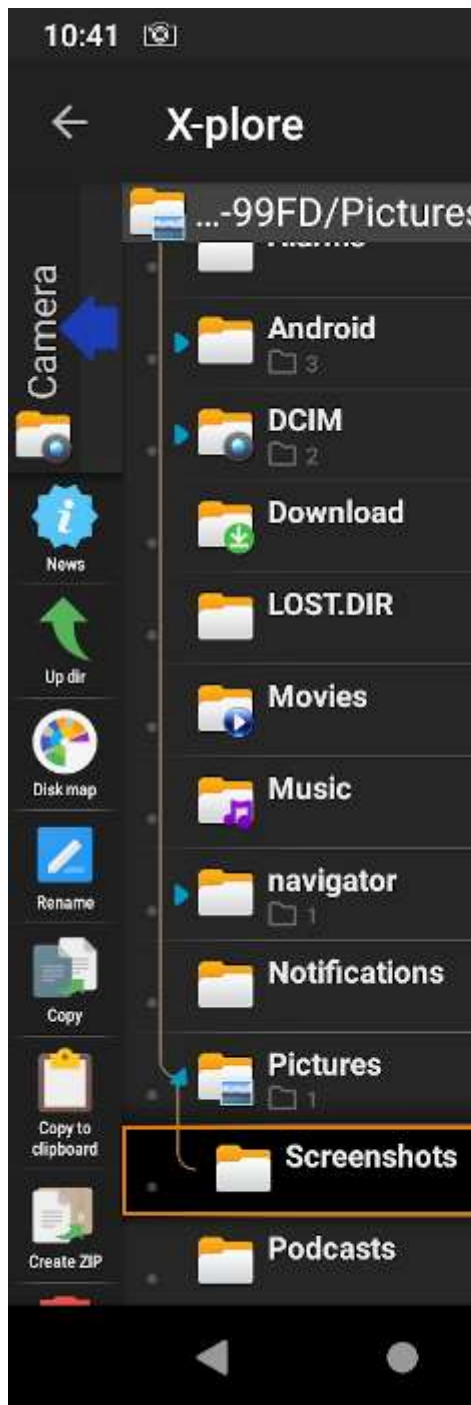 10:41
X-plore
Camera
...-99FD/Pictures
Android
3
DCIM
2
Download
LOST.DIR
Movies
Music
navigator
1
Notifications
Pictures
1
Screenshots
Podcasts
News
Up dir
Disk map
Rename
Copy
Copy to
clipboard
Create ZIP